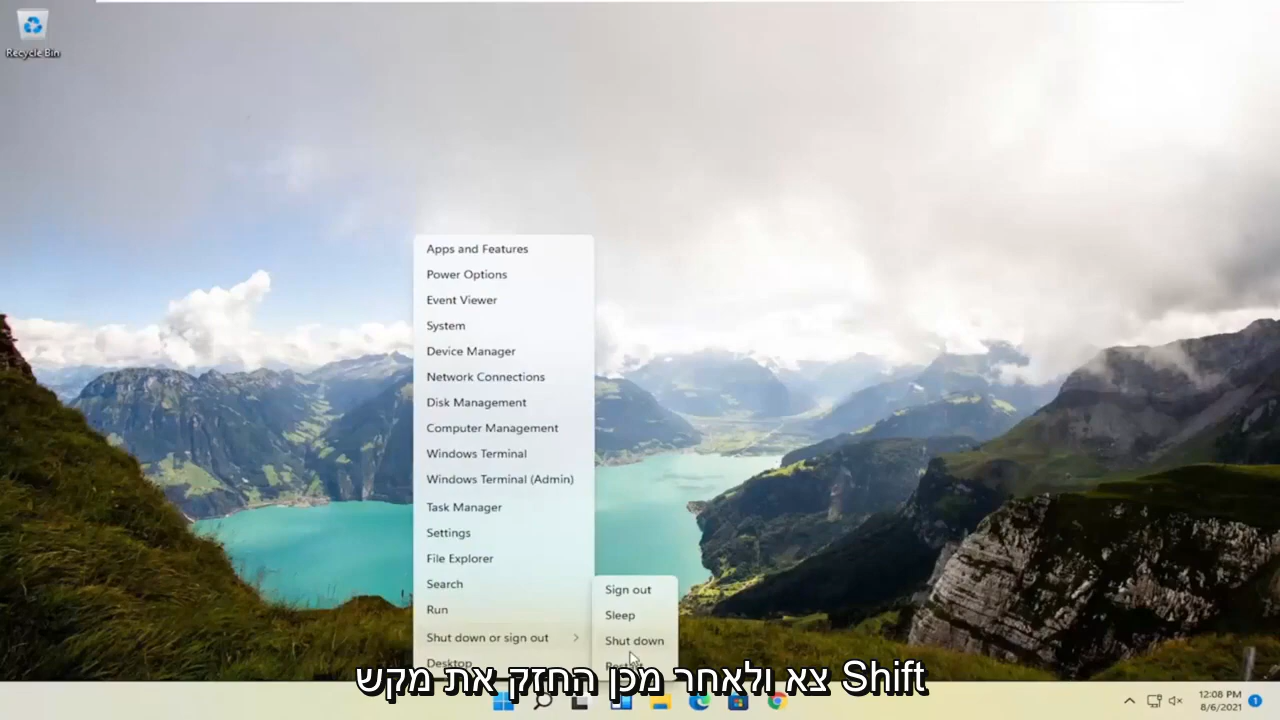 Recycle Bin
Apps and Features
Power Options
Event Viewer
System
Device Manager
Network Connections
Disk Management
Computer Management
Windows Terminal
Windows Terminal (Admin)
Task Manager
Settings
File Explorer
Search
Run
Shut down or sign out
Desktop
Sign out
Sleep
Shut down
צא ולאחר מכן החזק את מקש Shift
12:08 PM
8/6/2021
1